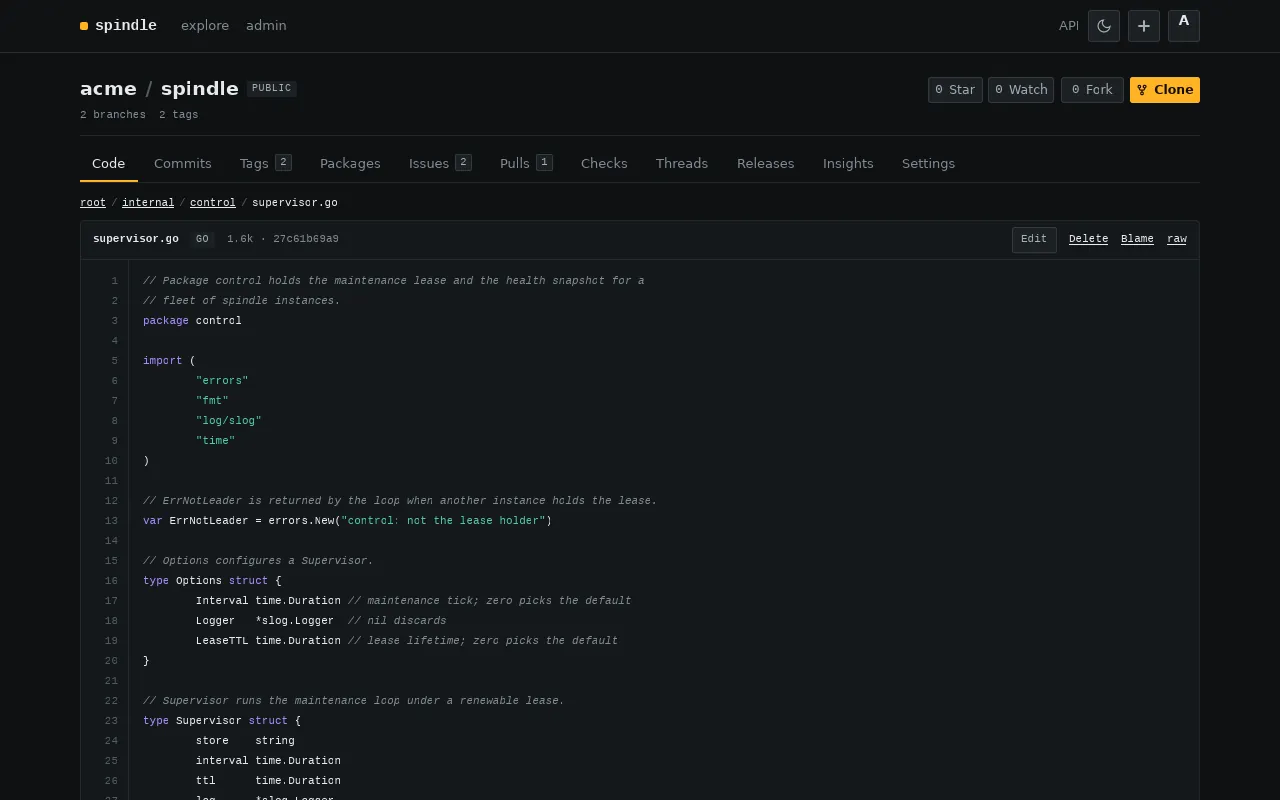 spindle explore admin API A
acme / spindle PUBLIC 0 Star 0 Watch 0 Fork Clone
2 branches 2 tags
Code Commits Tags 2 Packages Issues 2 Pulls 1 Checks Threads Releases Insights Settings
root / internal / control / supervisor.go
supervisor.go GO 1.6k · 27c61b69a9 Edit Delete Blame raw
1 // Package control holds the maintenance lease and the health snapshot for a
2 // fleet of spindle instances.
3 package control
4
5 import (
6 "errors"
7 "fmt"
8 "log/slog"
9 "time"
10 )
11
12 // ErrNotLeader is returned by the loop when another instance holds the lease.
13 var ErrNotLeader = errors.New("control: not the lease holder")
14
15 // Options configures a Supervisor.
16 type Options struct {
17 Interval time.Duration // maintenance tick; zero picks the default
18 Logger *slog.Logger // nil discards
19 LeaseTTL time.Duration // lease lifetime; zero picks the default
20 }
21
22 // Supervisor runs the maintenance loop under a renewable lease.
23 type Supervisor struct {
24 store string
25 interval time.Duration
26 ttl time.Duration
27 log *slog.Logger